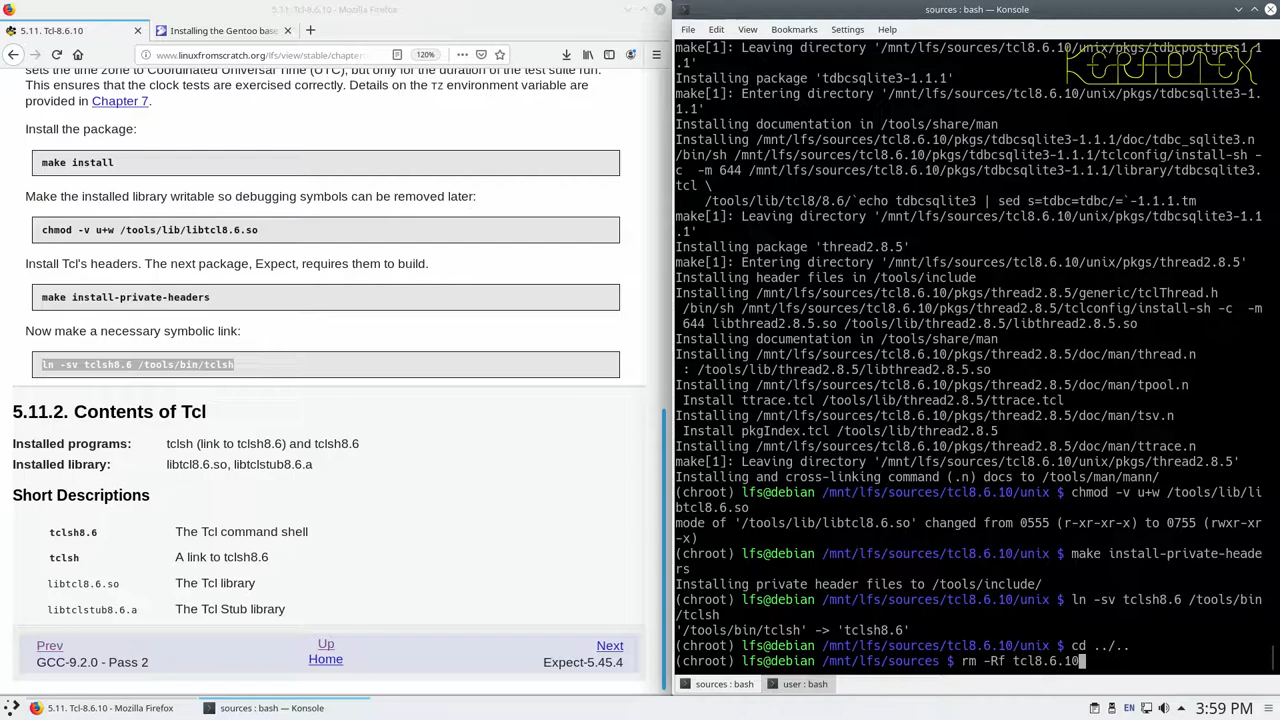 5.11. Tcl-8.6.10 - Mozilla Firefox
5.11. Tcl-8.6.10
Installing the Gentoo base
https://www.linuxfromscratch.org/lfs/view/stable/chapter
120%
sets the time zone to Coordinated Universal Time (UTC), but only for the duration of the test suite run.
This ensures that the clock tests are exercised correctly. Details on the TZ environment variable are
provided in Chapter 7.
Install the package:
make install
Make the installed library writable so debugging symbols can be removed later:
chmod -v u+w /tools/lib/libtcl8.6.so
Install Tcl's headers. The next package, Expect, requires them to build.
make install-private-headers
Now make a necessary symbolic link:
ln -sv tclsh8.6 /tools/bin/tclsh
5.11.2. Contents of Tcl
Installed programs: tclsh (link to tclsh8.6) and tclsh8.6
Installed library: libtcl8.6.so, libtclstub8.6.a
Short Descriptions
tclsh8.6 The Tcl command shell
tclsh A link to tclsh8.6
libtcl8.6.so The Tcl library
libtclstub8.6.a The Tcl Stub library
Prev Up Next
GCC-9.2.0 - Pass 2 Home Expect-5.45.4
sources : bash — Konsole
File Edit View Bookmarks Settings Help
KERNOTEX
make[1]: Leaving directory '/mnt/lfs/sources/tcl8.6.10/unix/pkgs/tdbcpostgres1.1
.1'
Installing package 'tdbcsqlite3-1.1.1'
make[1]: Entering directory '/mnt/lfs/sources/tcl8.6.10/unix/pkgs/tdbcsqlite3-1.
1.1'
Installing documentation in /tools/share/man
Installing /mnt/lfs/sources/tcl8.6.10/pkgs/tdbcsqlite3-1.1.1/doc/tdbc_sqlite3.n
/bin/sh /mnt/lfs/sources/tcl8.6.10/pkgs/tdbcsqlite3-1.1.1/tclconfig/install-sh -
c  -m 644 /mnt/lfs/sources/tcl8.6.10/pkgs/tdbcsqlite3-1.1.1/library/tdbcsqlite3.
tcl \
/tools/lib/tcl8/8.6/`echo tdbcsqlite3 | sed s=tdbc=tdbc/=`-1.1.1.tm
make[1]: Leaving directory '/mnt/lfs/sources/tcl8.6.10/unix/pkgs/tdbcsqlite3-1.1
.1'
Installing package 'thread2.8.5'
make[1]: Entering directory '/mnt/lfs/sources/tcl8.6.10/unix/pkgs/thread2.8.5'
Installing header files in /tools/include
Installing /mnt/lfs/sources/tcl8.6.10/pkgs/thread2.8.5/generic/tclThread.h
/bin/sh /mnt/lfs/sources/tcl8.6.10/pkgs/thread2.8.5/tclconfig/install-sh -c  -m
644 libthread2.8.5.so /tools/lib/thread2.8.5/libthread2.8.5.so
Installing documentation in /tools/share/man
Installing /mnt/lfs/sources/tcl8.6.10/pkgs/thread2.8.5/doc/man/thread.n
: /tools/lib/thread2.8.5/libthread2.8.5.so
Installing /mnt/lfs/sources/tcl8.6.10/pkgs/thread2.8.5/doc/man/tpool.n
Install ttrace.tcl /tools/lib/thread2.8.5/ttrace.tcl
Installing /mnt/lfs/sources/tcl8.6.10/pkgs/thread2.8.5/doc/man/tsv.n
Install pkgIndex.tcl /tools/lib/thread2.8.5
Installing /mnt/lfs/sources/tcl8.6.10/pkgs/thread2.8.5/doc/man/ttrace.n
make[1]: Leaving directory '/mnt/lfs/sources/tcl8.6.10/unix/pkgs/thread2.8.5'
Installing and cross-linking command (.n) docs to /tools/man/mann/
(chroot) lfs@debian /mnt/lfs/sources/tcl8.6.10/unix $ chmod -v u+w /tools/lib/li
btcl8.6.so
mode of '/tools/lib/libtcl8.6.so' changed from 0555 (r-xr-xr-x) to 0755 (rwxr-xr
-x)
(chroot) lfs@debian /mnt/lfs/sources/tcl8.6.10/unix $ make install-private-heade
rs
Installing private header files to /tools/include/
(chroot) lfs@debian /mnt/lfs/sources/tcl8.6.10/unix $ ln -sv tclsh8.6 /tools/bin
/tclsh
'/tools/bin/tclsh' -> 'tclsh8.6'
(chroot) lfs@debian /mnt/lfs/sources/tcl8.6.10/unix $ cd ../..
(chroot) lfs@debian /mnt/lfs/sources $ rm -Rf tcl8.6.10
sources : bash
user : bash
5.11. Tcl-8.6.10 - Mozilla Firefox
sources : bash — Konsole
EN
3:59 PM